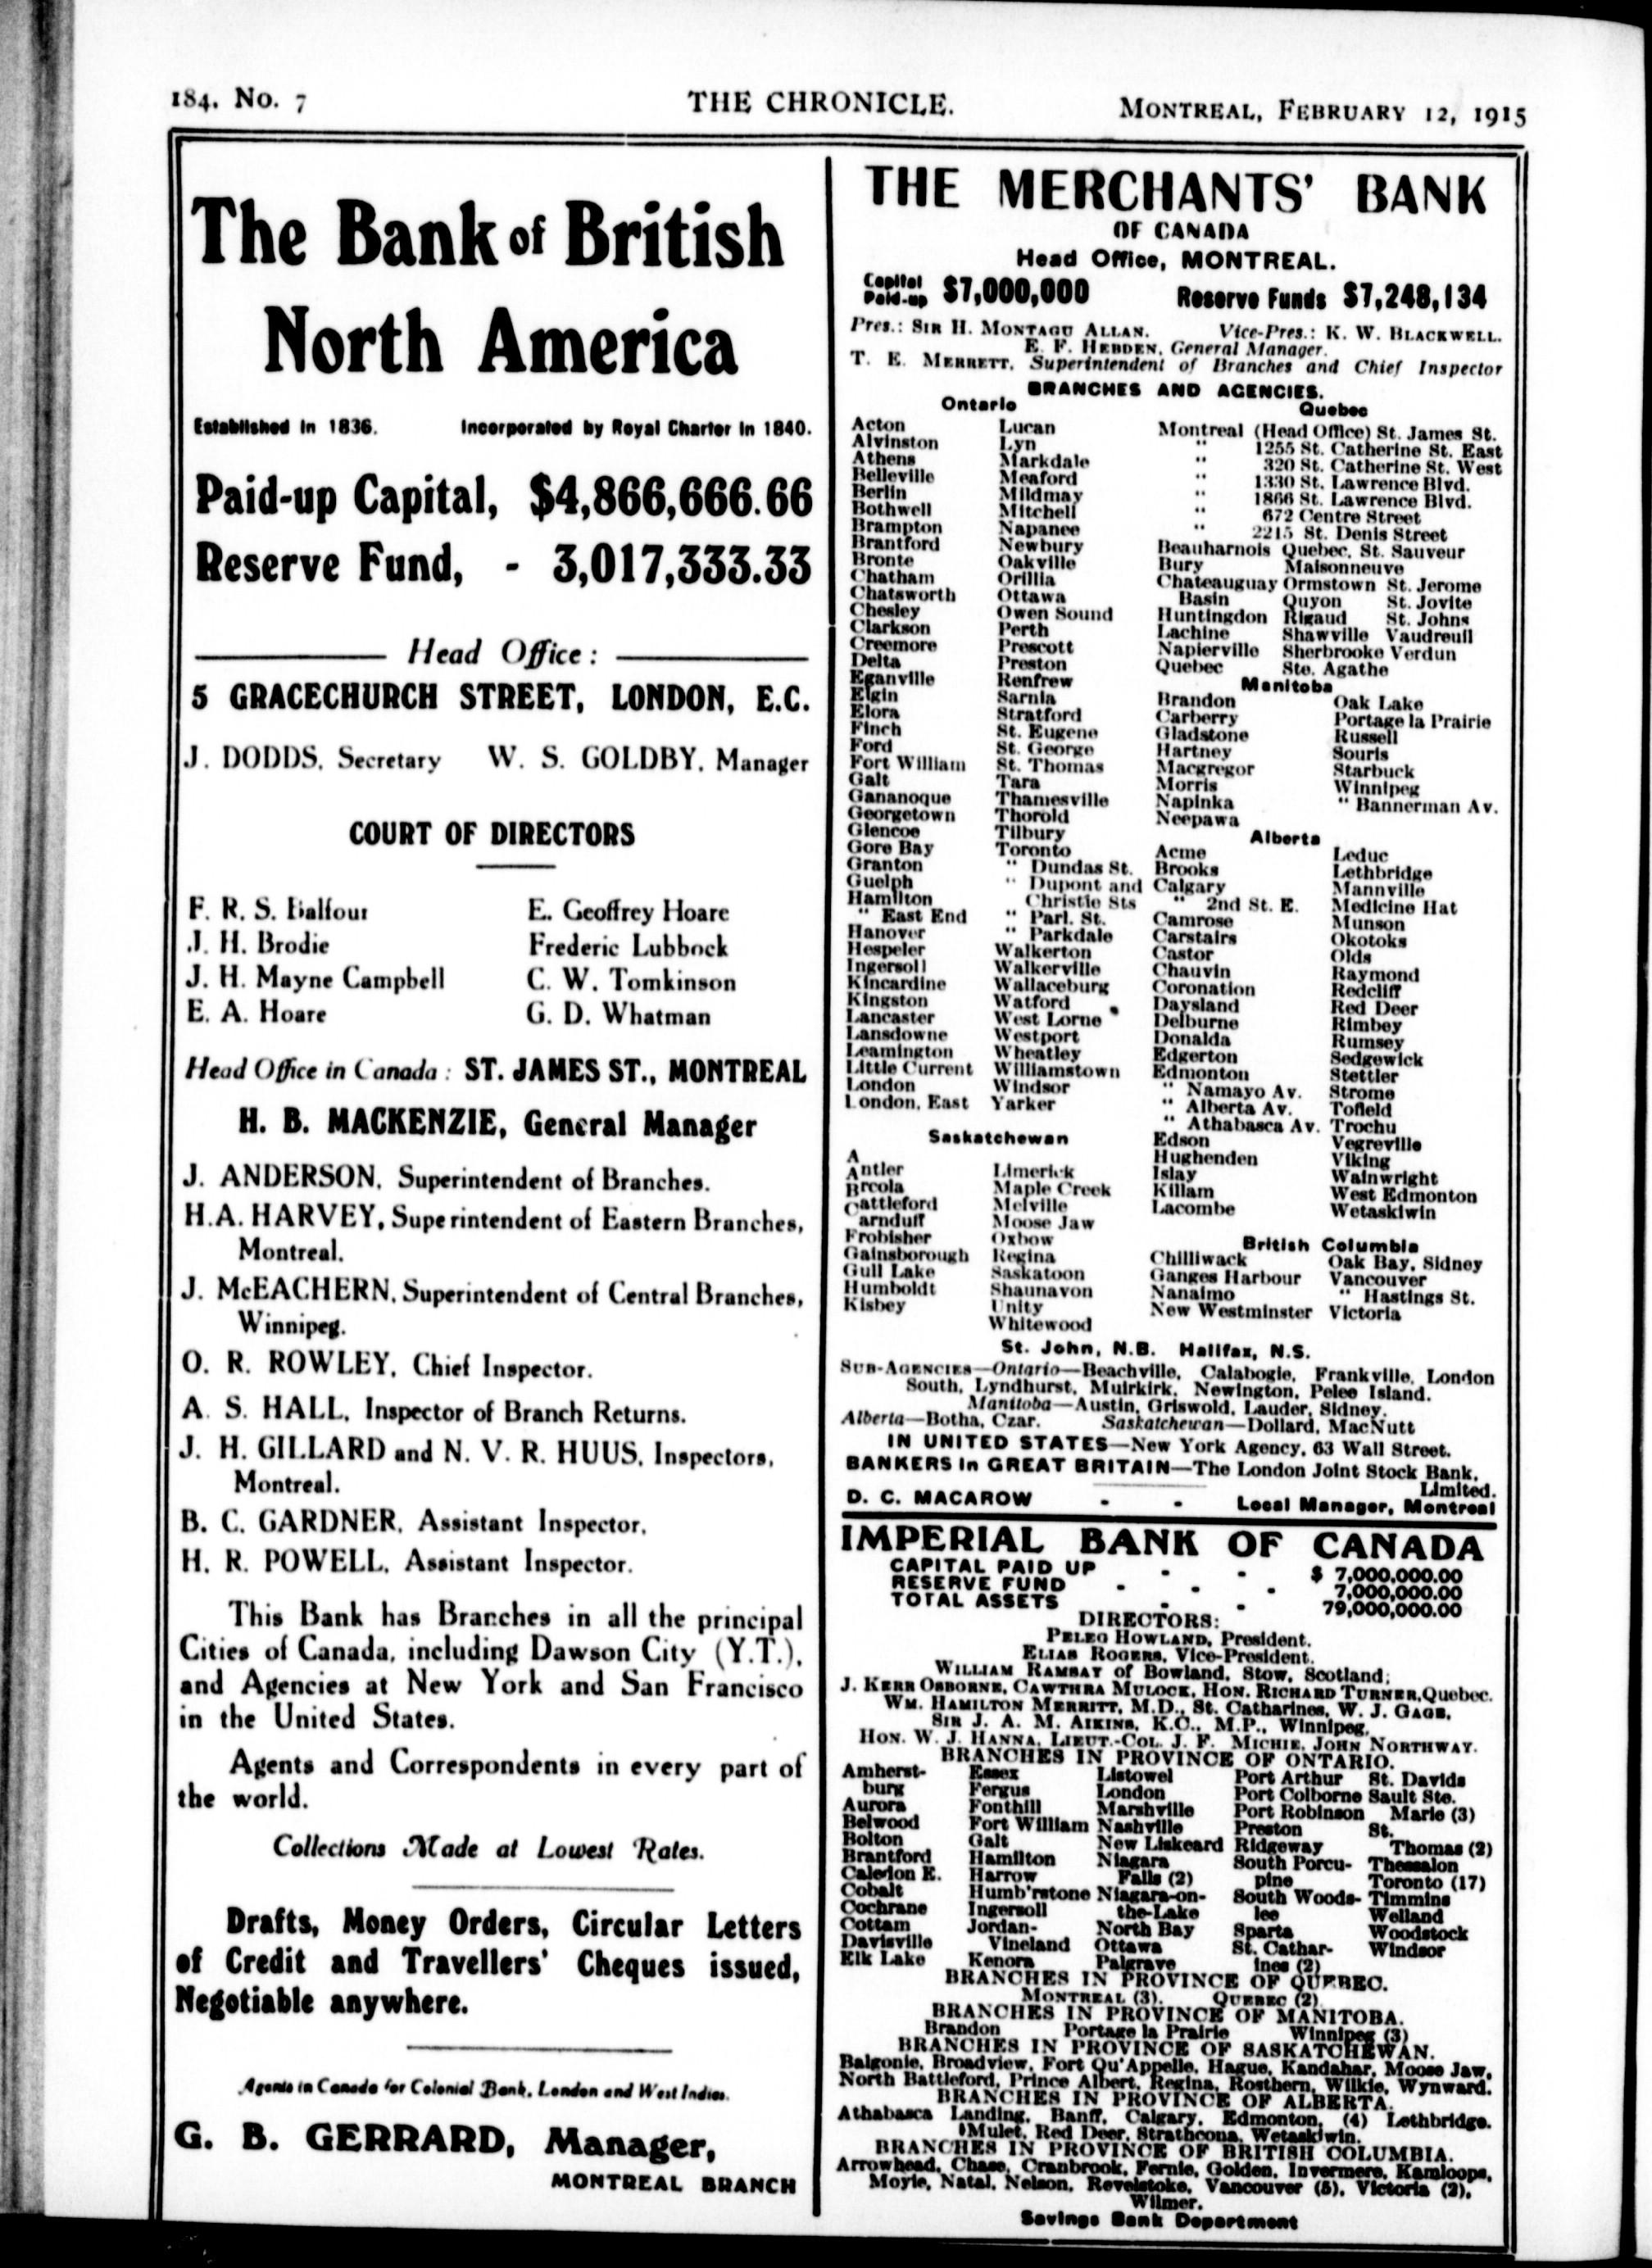 184. No. 7 THE CHRONICLE. MONTREAL, FEBRUARY 12, 1915
The Bank of British
North America
Established in 1836. Incorporated by Royal Charter in 1840.
Paid-up Capital, $4,866,666.66
Reserve Fund, - 3,017,333.33
Head Office :
5 GRACECHURCH STREET, LONDON, E.C.
J. DODDS, Secretary W. S. GOLDBY, Manager
COURT OF DIRECTORS
F. R. S. Balfour E. Geoffrey Hoare
J. H. Brodie Frederic Lubbock
J. H. Mayne Campbell C. W. Tomkinson
E. A. Hoare G. D. Whatman
Head Office in Canada : ST. JAMES ST., MONTREAL
H. B. MACKENZIE, General Manager
J. ANDERSON, Superintendent of Branches.
H.A. HARVEY, Superintendent of Eastern Branches,
Montreal.
J. McEACHERN, Superintendent of Central Branches,
Winnipeg.
O. R. ROWLEY, Chief Inspector.
A. S. HALL, Inspector of Branch Returns.
J. H. GILLARD and N. V. R. HUUS, Inspectors,
Montreal.
B. C. GARDNER, Assistant Inspector.
H. R. POWELL, Assistant Inspector.
This Bank has Branches in all the principal
Cities of Canada, including Dawson City (Y.T.),
and Agencies at New York and San Francisco
in the United States.
Agents and Correspondents in every part of
the world.
Collections Made at Lowest Rates.
Drafts, Money Orders, Circular Letters
of Credit and Travellers' Cheques issued,
Negotiable anywhere.
Agents in Canada for Colonial Bank, London and West Indies.
G. B. GERRARD, Manager,
MONTREAL BRANCH
THE MERCHANTS' BANK
OF CANADA
Head Office, MONTREAL.
Capital Paid-up $7,000,000 Reserve Funds $7,248,134
Pres.: SIR H. MONTAGU ALLAN. Vice-Pres.: K. W. BLACKWELL.
E. F. HEBDEN, General Manager.
T. E. MERRETT, Superintendent of Branches and Chief Inspector
BRANCHES AND AGENCIES.
Ontario
Acton Lucan
Alvinston Lyn
Athens Markdale
Belleville Meaford
Berlin Mildmay
Bothwell Mitchell
Brampton Napanee
Brantford Newbury
Bronte Oakville
Chatham Orillia
Chatsworth Ottawa
Chesley Owen Sound
Clarkson Perth
Creemore Prescott
Delta Preston
Eganville Renfrew
Elgin Sarnia
Elora Stratford
Finch St. Eugene
Ford St. George
Fort William St. Thomas
Galt Tara
Gananoque Thamesville
Georgetown Thorold
Glencoe Tilbury
Gore Bay Toronto
Granton " Dundas St.
Guelph " Dupont and
Hamilton Christie Sts
" East End " Parl. St.
Hanover " Parkdale
Hespeler Walkerton
Ingersoll Walkerville
Kincardine Wallaceburg
Kingston Watford
Lancaster West Lorne
Lansdowne Westport
Leamington Wheatley
Little Current Williamstown
London Windsor
London, East Yarker
Saskatchewan
A
Antler Limerick
Brcola Maple Creek
Cattleford Melville
arnduff Moose Jaw
Frobisher Oxbow
Gainsborough Regina
Gull Lake Saskatoon
Humboldt Shaunavon
Kisbey Unity
Whitewood
Quebec
Montreal (Head Office) St. James St.
" 1255 St. Catherine St. East
" 320 St. Catherine St. West
" 1330 St. Lawrence Blvd.
" 1866 St. Lawrence Blvd.
" 672 Centre Street
" 2215 St. Denis Street
Beauharnois Quebec, St. Sauveur
Bury Maisonneuve
Chateauguay Ormstown St. Jerome
Basin Quyon St. Jovite
Huntingdon Rigaud St. Johns
Lachine Shawville Vaudreuil
Napierville Sherbrooke Verdun
Quebec Ste. Agathe
Manitoba
Brandon Oak Lake
Carberry Portage la Prairie
Gladstone Russell
Hartney Souris
Macgregor Starbuck
Morris Winnipeg
Napinka " Bannerman Av.
Neepawa
Alberta
Acme Leduc
Brooks Lethbridge
Calgary Mannville
" 2nd St. E. Medicine Hat
Camrose Munson
Carstairs Okotoks
Castor Olds
Chauvin Raymond
Coronation Redcliff
Daysland Red Deer
Delburne Rimbey
Donalda Rumsey
Edgerton Sedgewick
Edmonton Stettler
" Namayo Av. Strome
" Alberta Av. Tofield
" Athabasca Av. Trochu
Edson Vegreville
Hughenden Viking
Islay Wainwright
Killam West Edmonton
Lacombe Wetaskiwin
British Columbia
Chilliwack Oak Bay, Sidney
Ganges Harbour Vancouver
Nanaimo " Hastings St.
New Westminster Victoria
St. John, N.B. Halifax, N.S.
SUB-AGENCIES—Ontario—Beachville, Calabogie, Frankville, London
South, Lyndhurst, Muirkirk, Newington, Pelee Island.
Manitoba—Austin, Griswold, Lauder, Sidney.
Alberta—Botha, Czar. Saskatchewan—Dollard, MacNutt
IN UNITED STATES—New York Agency, 63 Wall Street.
BANKERS in GREAT BRITAIN—The London Joint Stock Bank,
Limited.
D. C. MACAROW - - Local Manager, Montreal
IMPERIAL BANK OF CANADA
CAPITAL PAID UP - - $ 7,000,000.00
RESERVE FUND - - - 7,000,000.00
TOTAL ASSETS - - 79,000,000.00
DIRECTORS:
PELEG HOWLAND, President.
ELIAS ROGERS, Vice-President.
WILLIAM RAMSAY of Bowland, Stow, Scotland;
J. KERR OSBORNE, CAWTHRA MULOCK, HON. RICHARD TURNER, Quebec.
WM. HAMILTON MERRITT, M.D., St. Catharines, W. J. GAGE,
SIR J. A. M. AIKINS, K.C., M.P., Winnipeg,
HON. W. J. HANNA, LIEUT.-COL. J. F. MICHIE, JOHN NORTHWAY.
BRANCHES IN PROVINCE OF ONTARIO.
Amherst- Essex Listowel Port Arthur St. Davids
burg Fergus London Port Colborne Sault Ste.
Aurora Fonthill Marshville Port Robinson Marie (3)
Belwood Fort William Nashville Preston St.
Bolton Galt New Liskeard Ridgeway Thomas (2)
Brantford Hamilton Niagara South Porcu- Thessalon
Caledon E. Harrow Falls (2) pine Toronto (17)
Cobalt Humb'rstone Niagara-on- South Woods- Timmins
Cochrane Ingersoll the-Lake lee Welland
Cottam Jordan- North Bay Sparta Woodstock
Davisville Vineland Ottawa St. Cathar- Windsor
Elk Lake Kenora Palgrave ines (2)
BRANCHES IN PROVINCE OF QUEBEC.
MONTREAL (3). QUEBEC (2)
BRANCHES IN PROVINCE OF MANITOBA.
Brandon Portage la Prairie Winnipeg (3)
BRANCHES IN PROVINCE OF SASKATCHEWAN.
Balgonie, Broadview, Fort Qu'Appelle, Hague, Kandahar, Moose Jaw,
North Battleford, Prince Albert, Regina, Rosthern, Wilkie, Wynward.
BRANCHES IN PROVINCE OF ALBERTA.
Athabasca Landing, Banff, Calgary, Edmonton, (4) Lethbridge.
Mulet, Red Deer, Strathcona, Wetaskiwin.
BRANCHES IN PROVINCE OF BRITISH COLUMBIA.
Arrowhead, Chase, Cranbrook, Fernie, Golden, Invermere, Kamloops,
Moyie, Natal, Nelson, Revelstoke, Vancouver (5), Victoria (2),
Wilmer.
Savings Bank Department